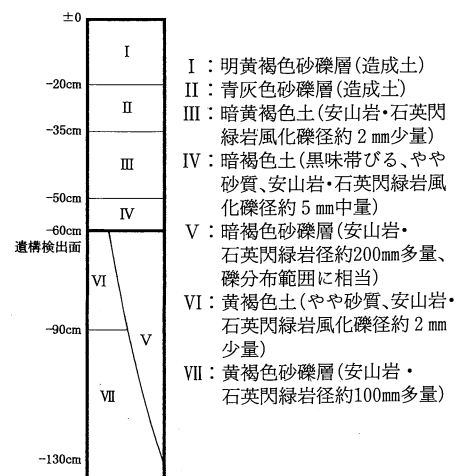 ±0
Ⅰ
-20cm
Ⅱ
-35cm
Ⅲ
-50cm
Ⅳ
-60cm
遺構検出面
Ⅵ
-90cm
Ⅴ
Ⅶ
-130cm
Ⅰ：明黄褐色砂礫層（造成土）
Ⅱ：青灰色砂礫層（造成土）
Ⅲ：暗黄褐色土（安山岩・石英閃
緑岩風化礫径約２㎜少量）
Ⅳ：暗褐色土（黒味帯びる、やや
砂質、安山岩・石英閃緑岩風
化礫径約５㎜中量）
Ⅴ：暗褐色砂礫層（安山岩・
石英閃緑岩径約200㎜多量、
礫分布範囲に相当）
Ⅵ：黄褐色土（やや砂質、安山岩・
石英閃緑岩風化礫径約２㎜
少量）
Ⅶ：黄褐色砂礫層（安山岩・
石英閃緑岩径約100㎜多量）